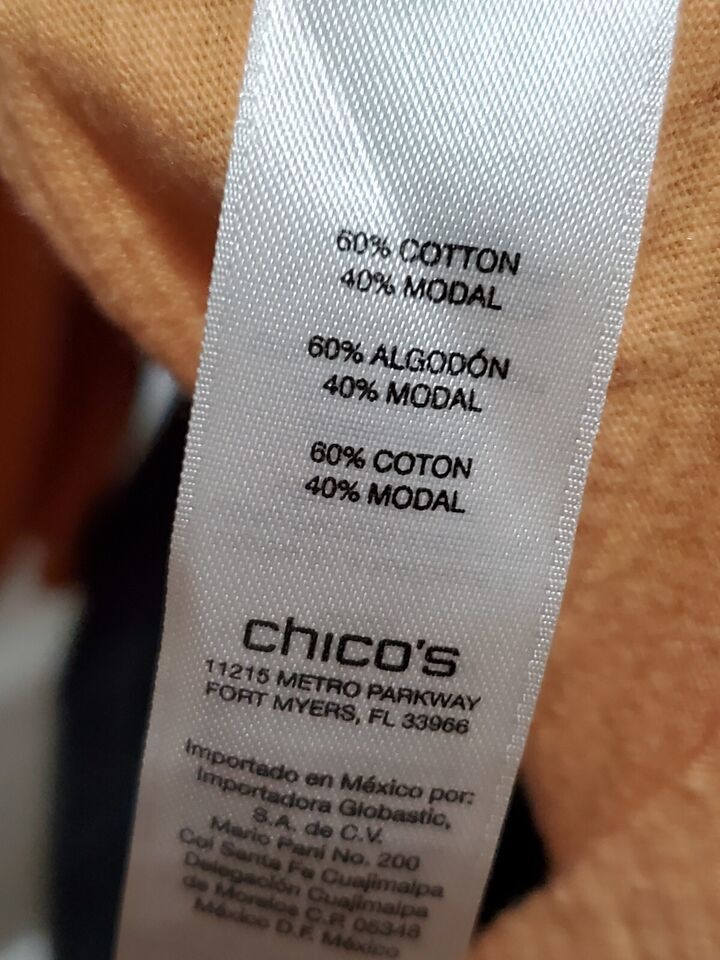 60% COTTON
40% MODAL
60% ALGODÓN
40% MODAL
60% COTON
40% MODAL
chico's
11215 METRO PARKWAY
FORT MYERS, FL 33966
Importado en México por:
Importadora Globastic,
S.A. de C.V.
Mario Pani No. 200
Col Santa Fe Cuajimalpa
Delegación Cuajimalpa
de Morelos C.P. 05348
México D.F. México